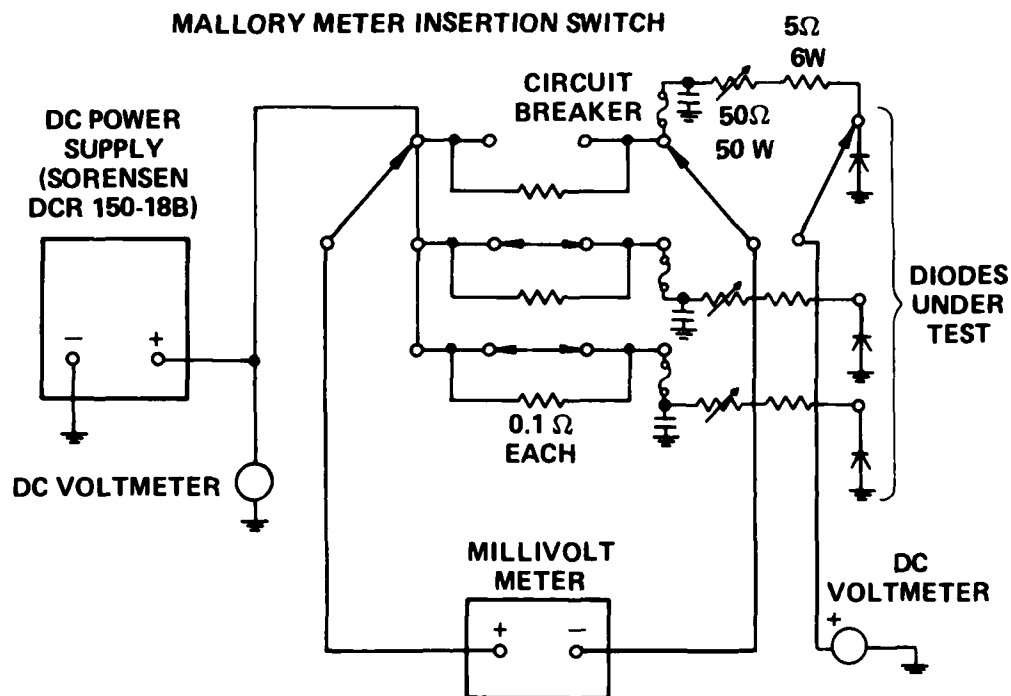 MALLORY METER INSERTION SWITCH
5Ω
6W
CIRCUIT
BREAKER
50Ω
50 W
DC POWER
SUPPLY
(SORENSEN
DCR 150-18B)
− +
DIODES
UNDER
TEST
0.1 Ω
EACH
DC VOLTMETER
MILLIVOLT
METER
+ −
DC
VOLTMETER
+